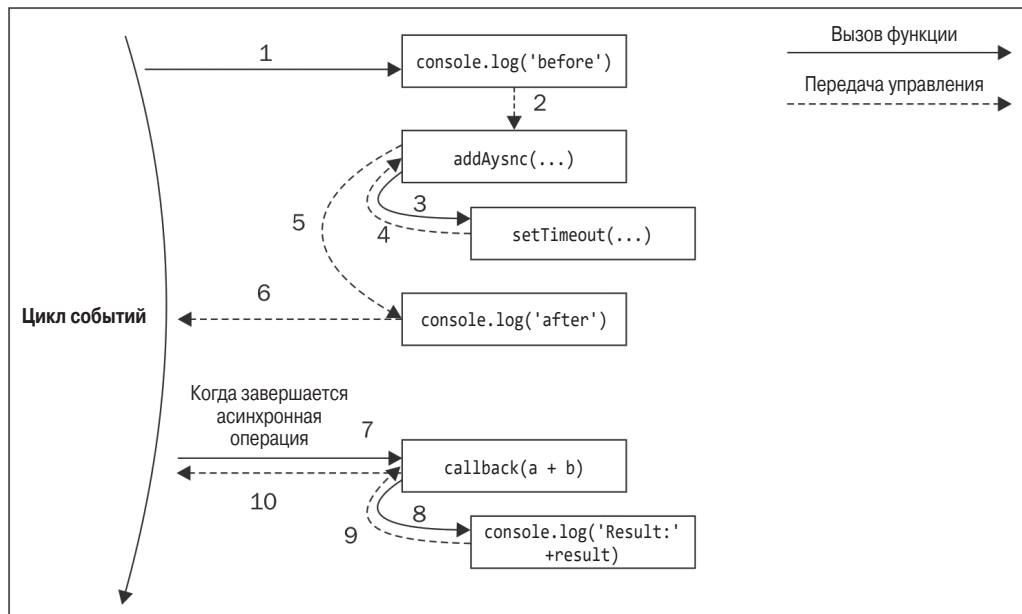 1
console.log('before')
Вызов функции
2
Передача управления
addAysnc(...)
3
5
4
setTimeout(...)
6
Цикл событий
console.log('after')
Когда завершается
асинхронная
операция
7
callback(a + b)
10
8
9
console.log('Result:'
+result)